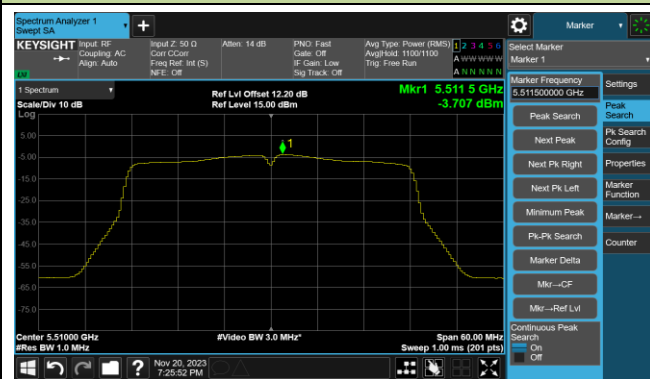 Spectrum Analyzer 1
Swept SA
Marker
KEYSIGHT
Input: RF
Coupling: AC
Align: Auto
Input Z: 50 Ω
Corr CCorr
Freq Ref: Int (S)
NFE: Off
Atten: 14 dB
PNO: Fast
Gate: Off
IF Gain: Low
Sig Track: Off
Avg Type: Power (RMS)
Avg|Hold: 1100/1100
Trig: Free Run
1 2 3 4 5 6
A W W W W W
A N N N N N
Select Marker
Marker 1
LXI
1 Spectrum
Scale/Div 10 dB
Log
Ref Lvl Offset 12.20 dB
Ref Level 15.00 dBm
Mkr1 5.511 5 GHz
-3.707 dBm
Marker Frequency
5.511500000 GHz
Peak Search
Next Peak
Next Pk Right
Next Pk Left
Minimum Peak
Pk-Pk Search
Marker Delta
Mkr→CF
Mkr→Ref Lvl
Continuous Peak
Search
On
Off
Settings
Peak
Search
Pk Search
Config
Properties
Marker
Function
Marker→
Counter
5.00
-5.00
-15.0
-25.0
-35.0
-45.0
-55.0
-65.0
-75.0
1
Center 5.51000 GHz
#Res BW 1.0 MHz
#Video BW 3.0 MHz*
Span 60.00 MHz
Sweep 1.00 ms (201 pts)
?
Nov 20, 2023
7:25:52 PM